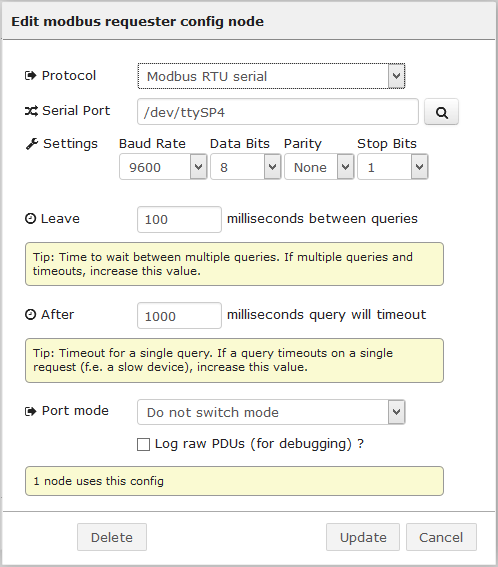 Edit modbus requester config node
Protocol Modbus RTU serial
Serial Port /dev/ttySP4
Settings Baud Rate Data Bits Parity Stop Bits
9600 8 None 1
Leave 100 milliseconds between queries
Tip: Time to wait between multiple queries. If multiple queries and
timeouts, increase this value.
After 1000 milliseconds query will timeout
Tip: Timeout for a single query. If a query timeouts on a single
request (f.e. a slow device), increase this value.
Port mode Do not switch mode
Log raw PDUs (for debugging) ?
1 node uses this config
Delete Update Cancel